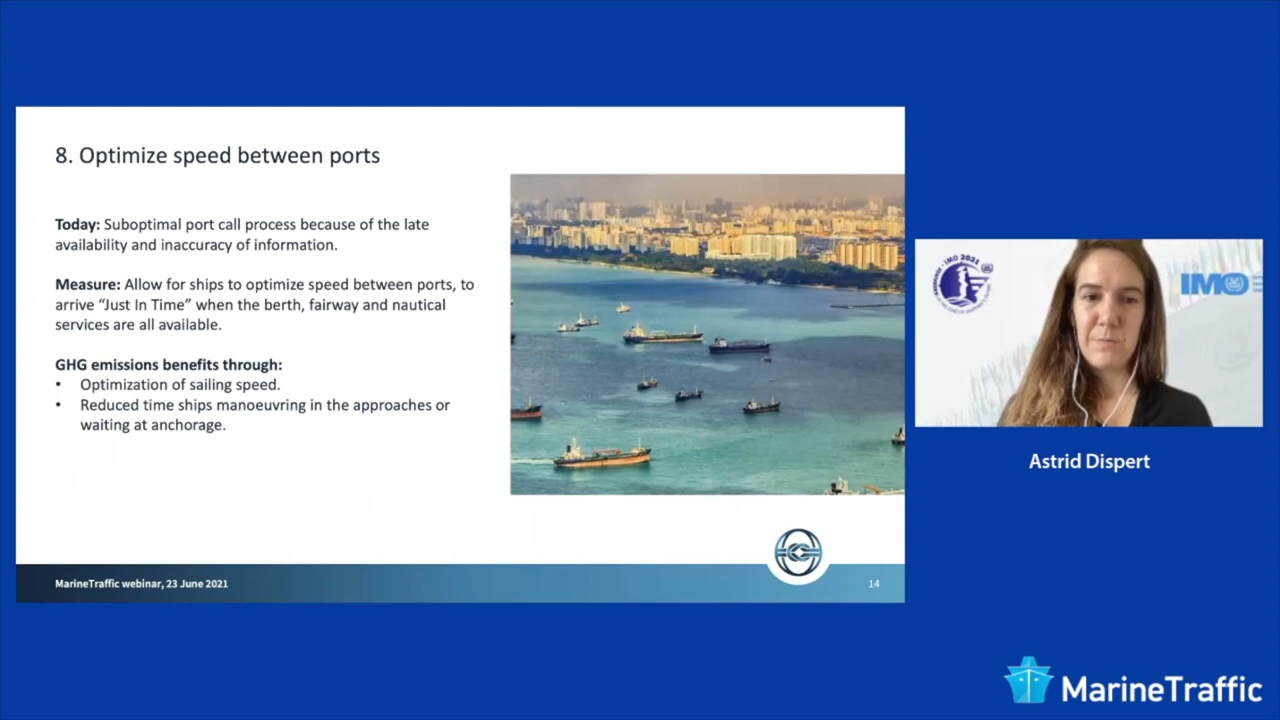 8. Optimize speed between ports
Today: Suboptimal port call process because of the late
availability and inaccuracy of information.
Measure: Allow for ships to optimize speed between ports, to
arrive “Just In Time” when the berth, fairway and nautical
services are all available.
GHG emissions benefits through:
• Optimization of sailing speed.
• Reduced time ships manoeuvring in the approaches or
waiting at anchorage.
MarineTraffic webinar, 23 June 2021
14
IMO 2021
IMO
Astrid Dispert
MarineTraffic